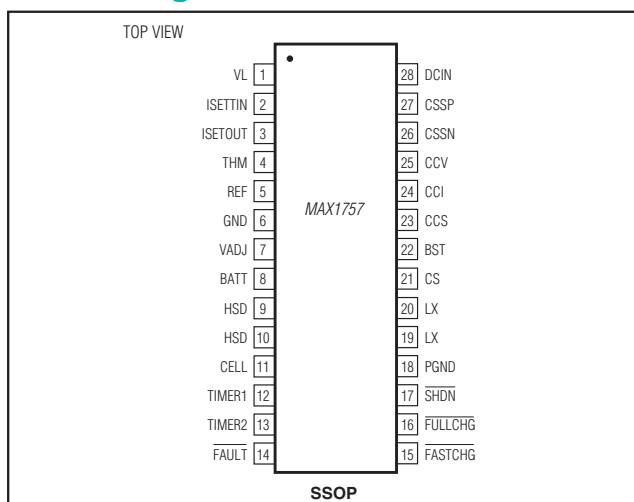 TOP VIEW
VL 1 28 DCIN
ISETTIN 2 27 CSSP
ISETOUT 3 26 CSSN
THM 4 25 CCV
REF 5 24 CCI
MAX1757
GND 6 23 CCS
VADJ 7 22 BST
BATT 8 21 CS
HSD 9 20 LX
HSD 10 19 LX
CELL 11 18 PGND
TIMER1 12 17 SHDN
TIMER2 13 16 FULLCHG
FAULT 14 15 FASTCHG
SSOP